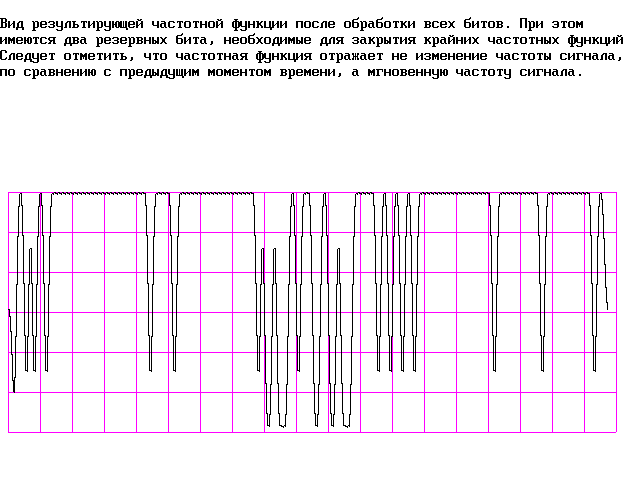 Вид результирующей частотной функции после обработки всех битов. При этом
имеются два резервных бита, необходимые для закрытия крайних частотных функций
Следует отметить, что частотная функция отражает не изменение частоты сигнала,
по сравнению с предыдущим моментом времени, а мгновенную частоту сигнала.